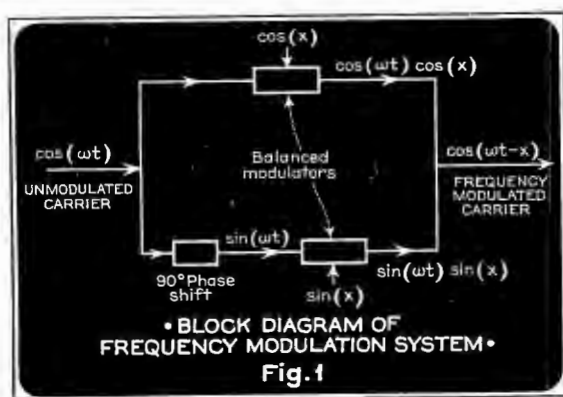 cos(x)
cos(ωt) cos(x)
cos(ωt)
UNMODULATED
CARRIER
Balanced
modulators
cos(ωt-x)
FREQUENCY
MODULATED
CARRIER
sin(ωt)
90° Phase
shift
sin(x)
sin(ωt) sin(x)
• BLOCK DIAGRAM OF
FREQUENCY MODULATION SYSTEM •
Fig.1